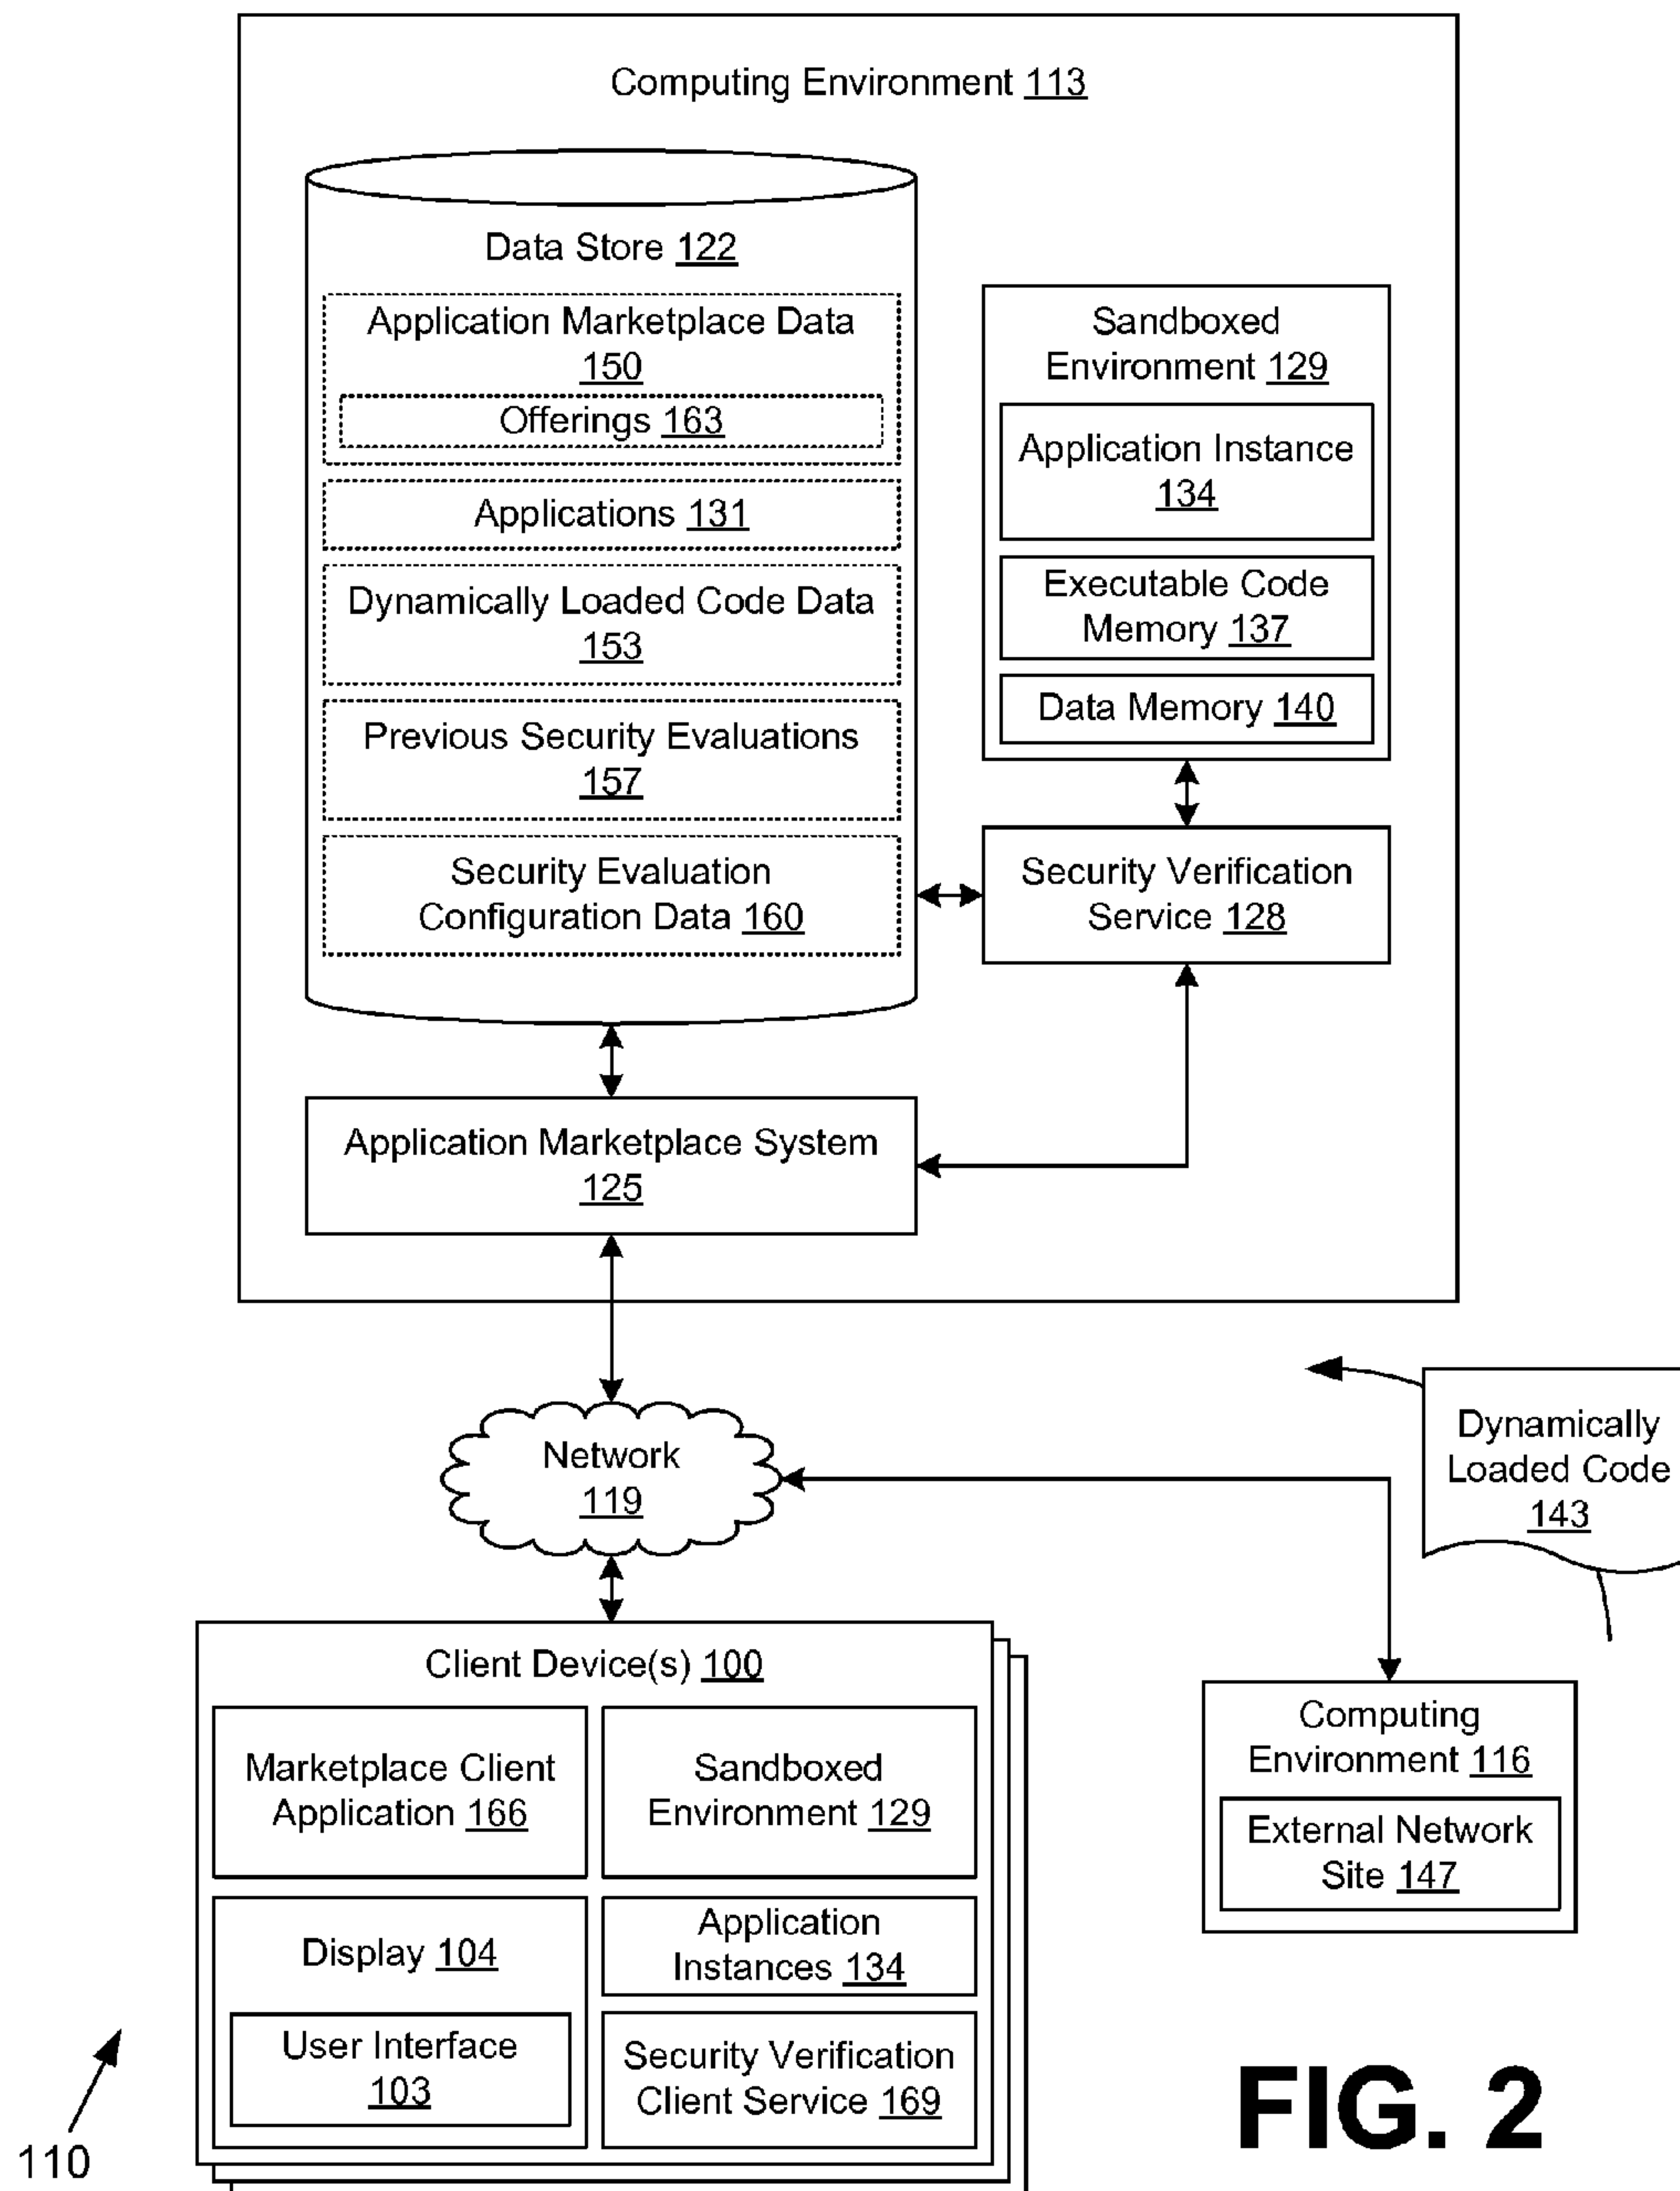 Computing Environment 113
Data Store 122
Application Marketplace Data
150
Offerings 163
Applications 131
Dynamically Loaded Code Data
153
Previous Security Evaluations
157
Security Evaluation
Configuration Data 160
Sandboxed
Environment 129
Application Instance
134
Executable Code
Memory 137
Data Memory 140
Security Verification
Service 128
Application Marketplace System
125
Network
119
Dynamically
Loaded Code
143
Client Device(s) 100
Marketplace Client
Application 166
Sandboxed
Environment 129
Display 104
User Interface
103
Application
Instances 134
Security Verification
Client Service 169
Computing
Environment 116
External Network
Site 147
110
FIG. 2